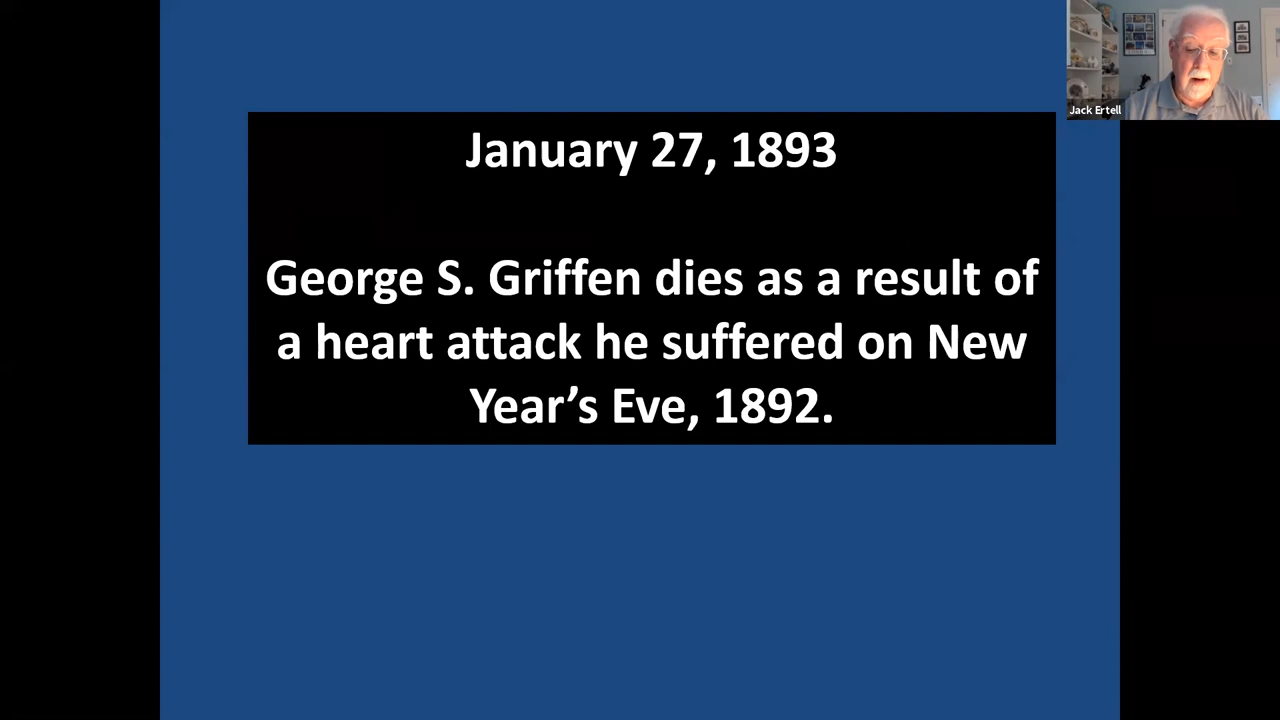 Jack Ertell
January 27, 1893
George S. Griffen dies as a result of
a heart attack he suffered on New
Year’s Eve, 1892.